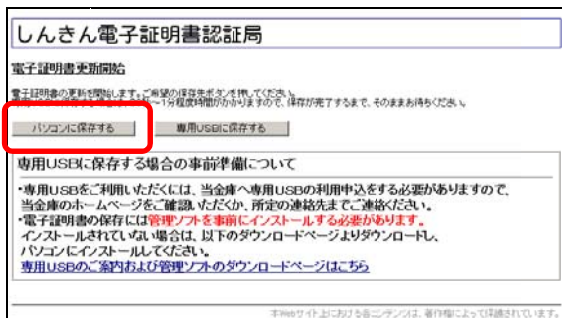 しんきん電子証明書認証局
電子証明書更新開始
電子証明書の更新を開始します。ご希望の保存先ボタンを押してください。
～1分程度時間がかかりますので、保存が完了するまで、そのままお待ちください。
パソコンに保存する
専用USBに保存する
専用USBに保存する場合の事前準備について
・専用USBをご利用いただくには、当金庫へ専用USBの利用申込をする必要がありますので、
当金庫のホームページをご確認いただくか、所定の連絡先までご連絡ください。
・電子証明書の保存には管理ソフトを事前にインストールする必要があります。
インストールされていない場合は、以下のダウンロードページよりダウンロードし、
パソコンにインストールしてください。
専用USBのご案内および管理ソフトのダウンロードページはこちら
本Webサイト上における各コンテンツは、著作権によって保護されています。